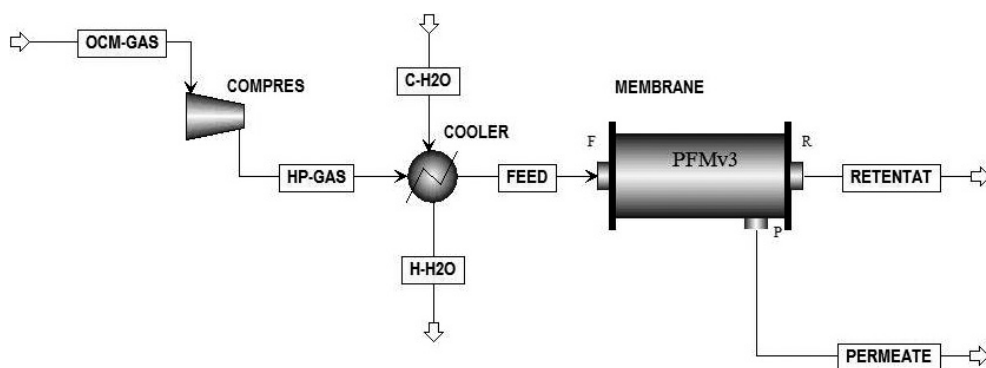 OCM-GAS
COMPRES
C-H2O
COOLER
MEMBRANE
HP-GAS
FEED
F
PFMv3
R
RETENTAT
P
H-H2O
PERMEATE